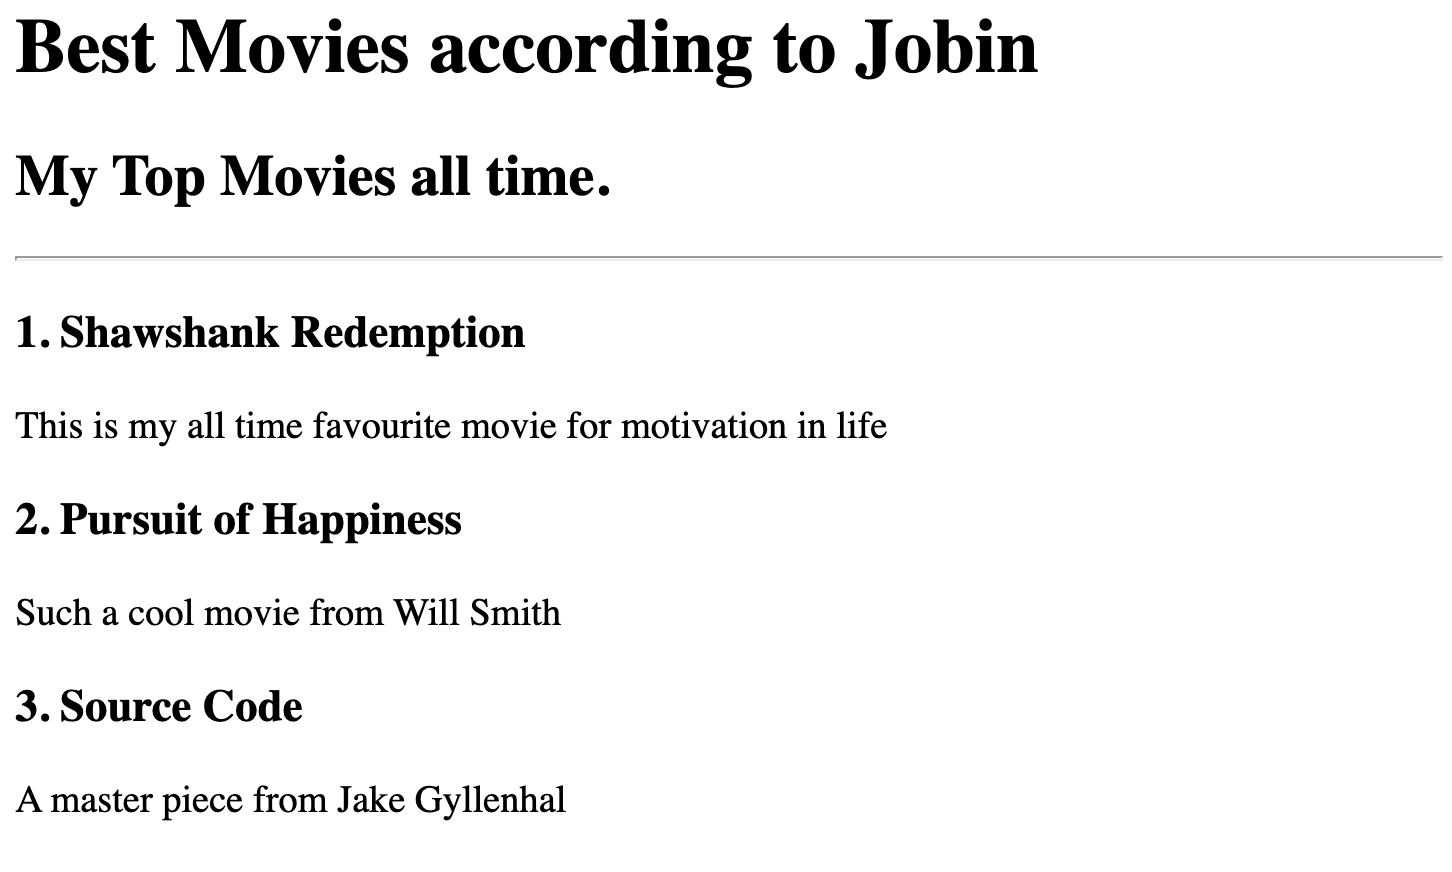 Best Movies according to Jobin
My Top Movies all time.
1. Shawshank Redemption
This is my all time favourite movie for motivation in life
2. Pursuit of Happiness
Such a cool movie from Will Smith
3. Source Code
A master piece from Jake Gyllenhal